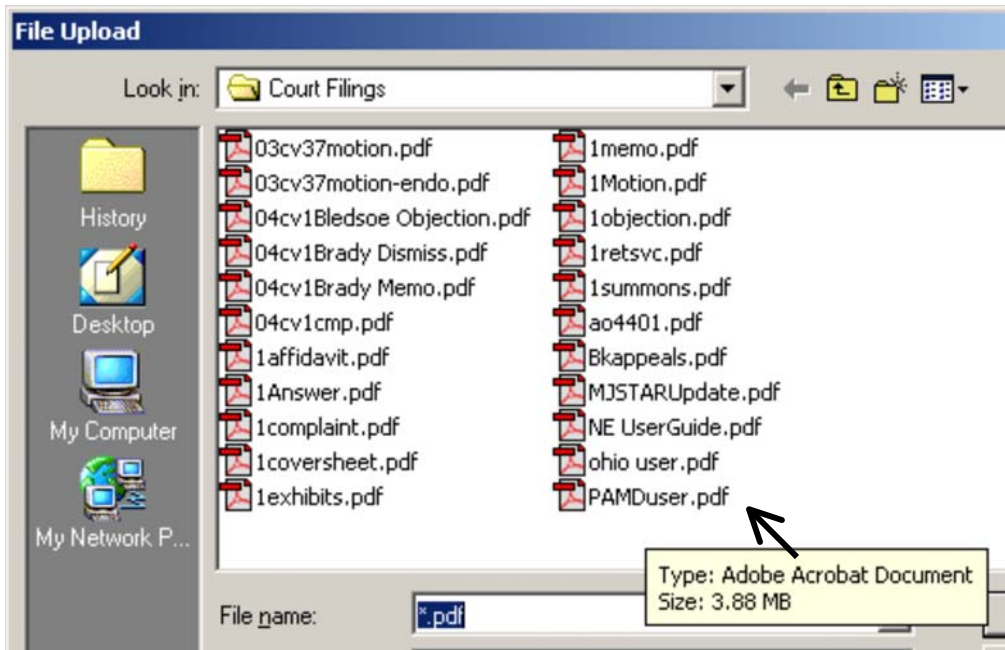 File Upload
Look in: Court Filings
History
Desktop
My Computer
My Network P...
03cv37motion.pdf
03cv37motion-endo.pdf
04cv1Bledsoe Objection.pdf
04cv1Brady Dismiss.pdf
04cv1Brady Memo.pdf
04cv1cmp.pdf
1affidavit.pdf
1Answer.pdf
1complaint.pdf
1coversheet.pdf
1exhibits.pdf
1memo.pdf
1Motion.pdf
1objection.pdf
1retsvc.pdf
1summons.pdf
ao4401.pdf
Bkappeals.pdf
MJSTARUpdate.pdf
NE UserGuide.pdf
ohio user.pdf
PAMDuser.pdf
Type: Adobe Acrobat Document
Size: 3.88 MB
File name: *.pdf